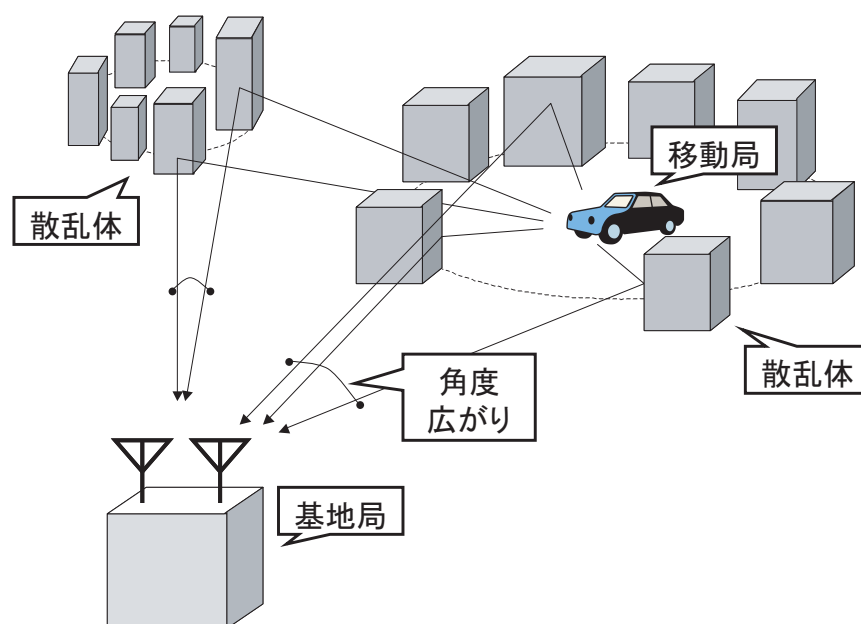 移動局
散乱体
散乱体
角度
広がり
基地局